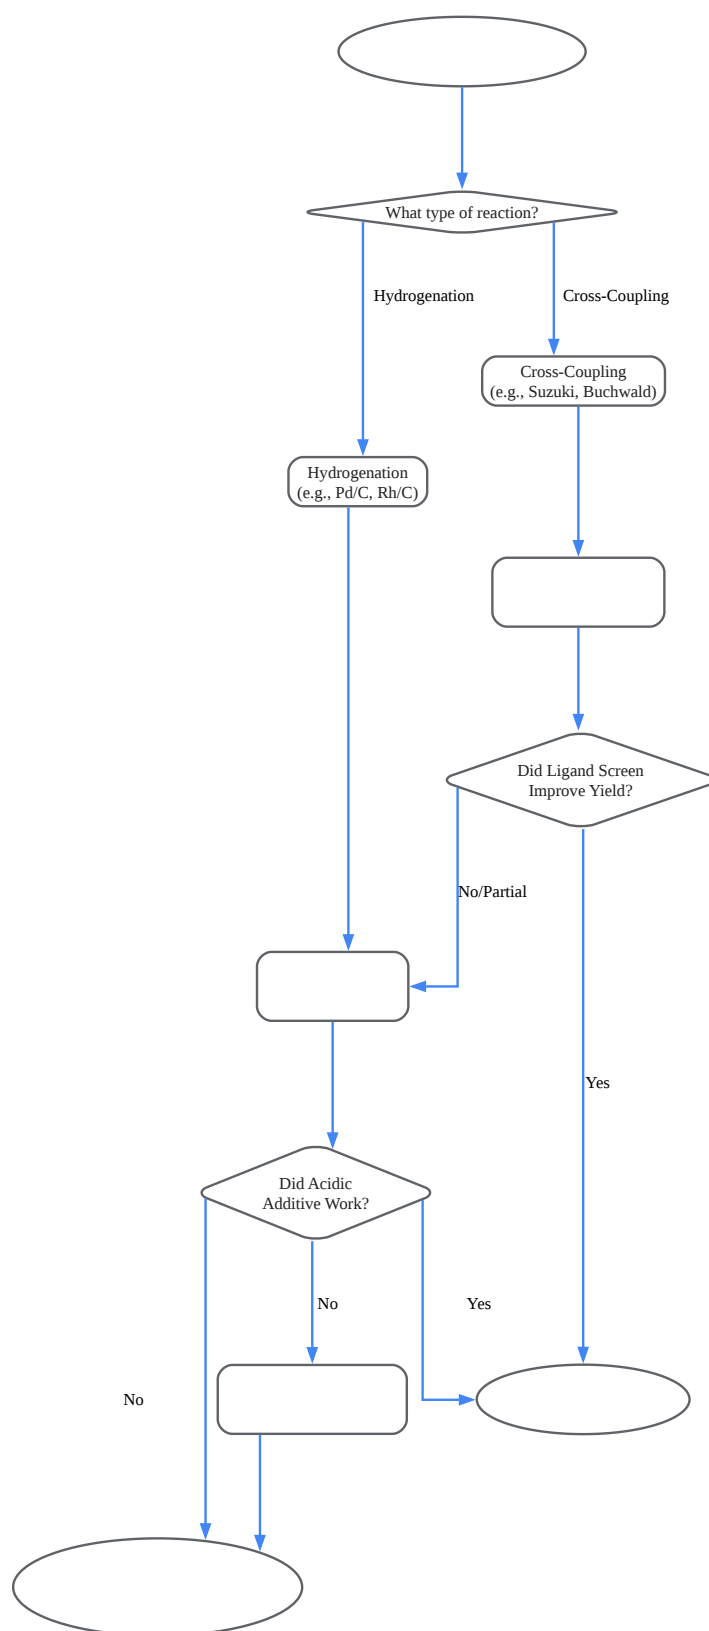 What type of reaction?
Hydrogenation
Cross-Coupling
Cross-Coupling
(e.g., Suzuki, Buchwald)
Hydrogenation
(e.g., Pd/C, Rh/C)
Did Ligand Screen
Improve Yield?
No/Partial
Yes
Did Acidic
Additive Work?
No
Yes
No